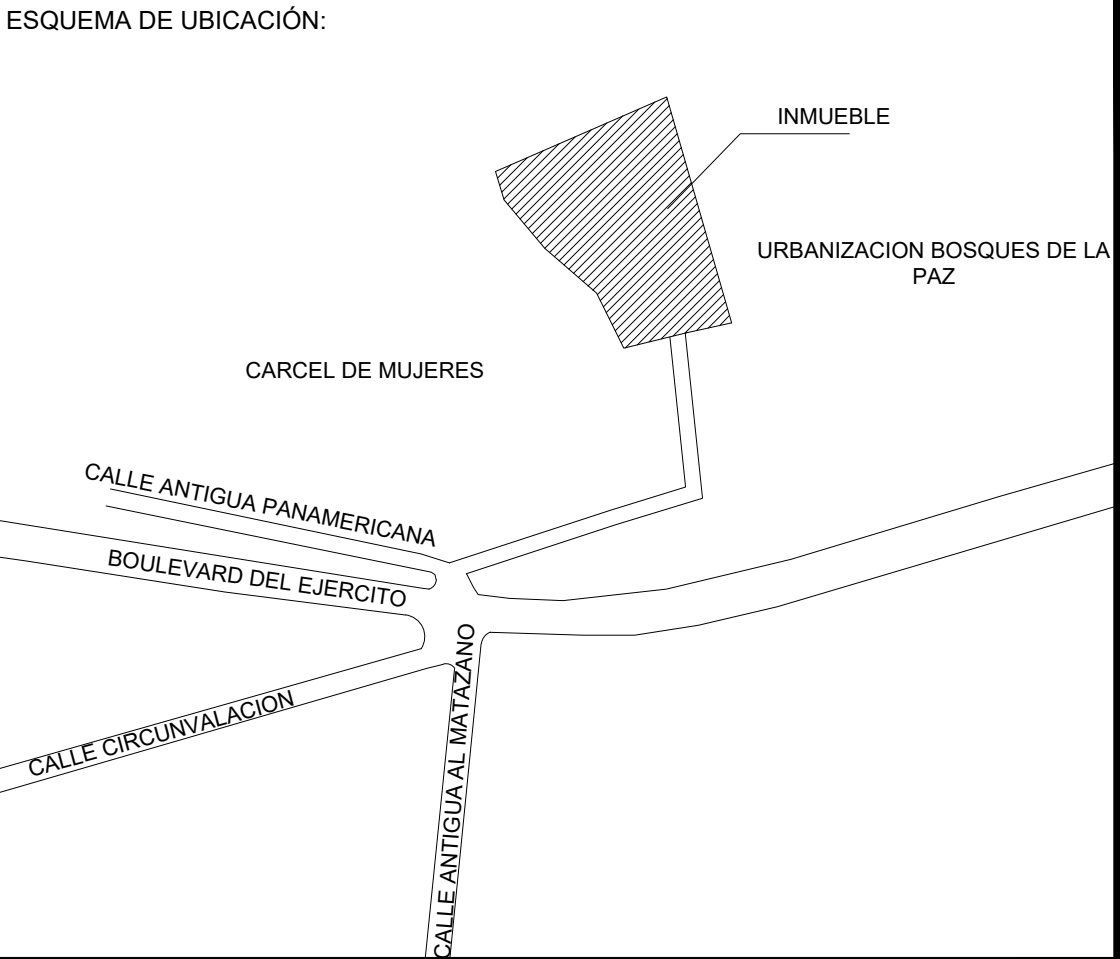 ESQUEMA DE UBICACIÓN:
INMUEBLE
URBANIZACION BOSQUES DE LA
PAZ
CARCEL DE MUJERES
CALLE ANTIGUA PANAMERICANA
BOULEVARD DEL EJERCITO
CALLE CIRCUNVALACION
CALLE ANTIGUA AL MATAZANO